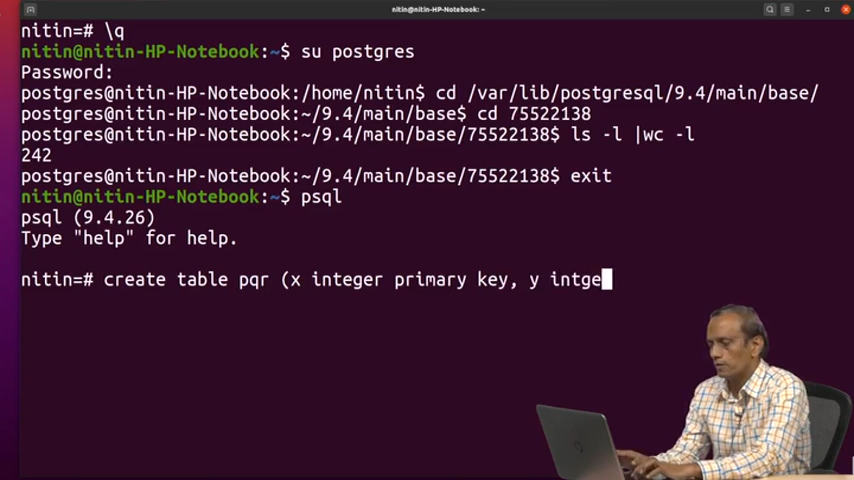 nitin@nitin-HP-Notebook: ~
nitin=# \q
nitin@nitin-HP-Notebook:~$ su postgres
Password:
postgres@nitin-HP-Notebook:/home/nitin$ cd /var/lib/postgresql/9.4/main/base/
postgres@nitin-HP-Notebook:~/9.4/main/base$ cd 75522138
postgres@nitin-HP-Notebook:~/9.4/main/base/75522138$ ls -l |wc -l
242
postgres@nitin-HP-Notebook:~/9.4/main/base/75522138$ exit
nitin@nitin-HP-Notebook:~$ psql
psql (9.4.26)
Type "help" for help.
nitin=# create table pqr (x integer primary key, y intge